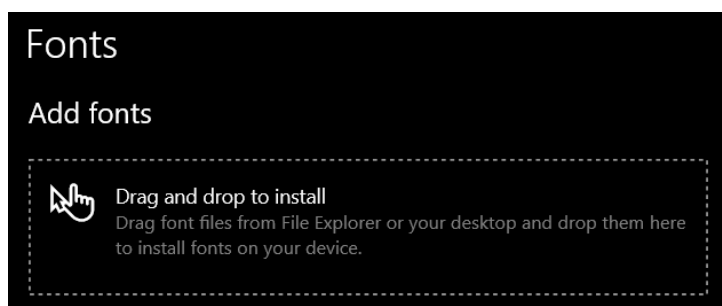 Fonts
Add fonts
Drag and drop to install
Drag font files from File Explorer or your desktop and drop them here
to install fonts on your device.